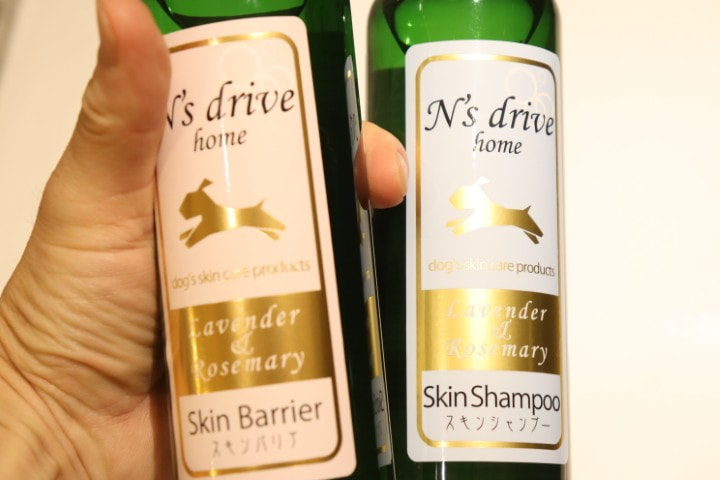 N's drive
home
dog's skin care products
Lavender
&
Rosemary
Skin Barrier
スキンバリア
N's drive
home
dog's skin care products
Lavender
&
Rosemary
Skin Shampoo
スキンシャンプー